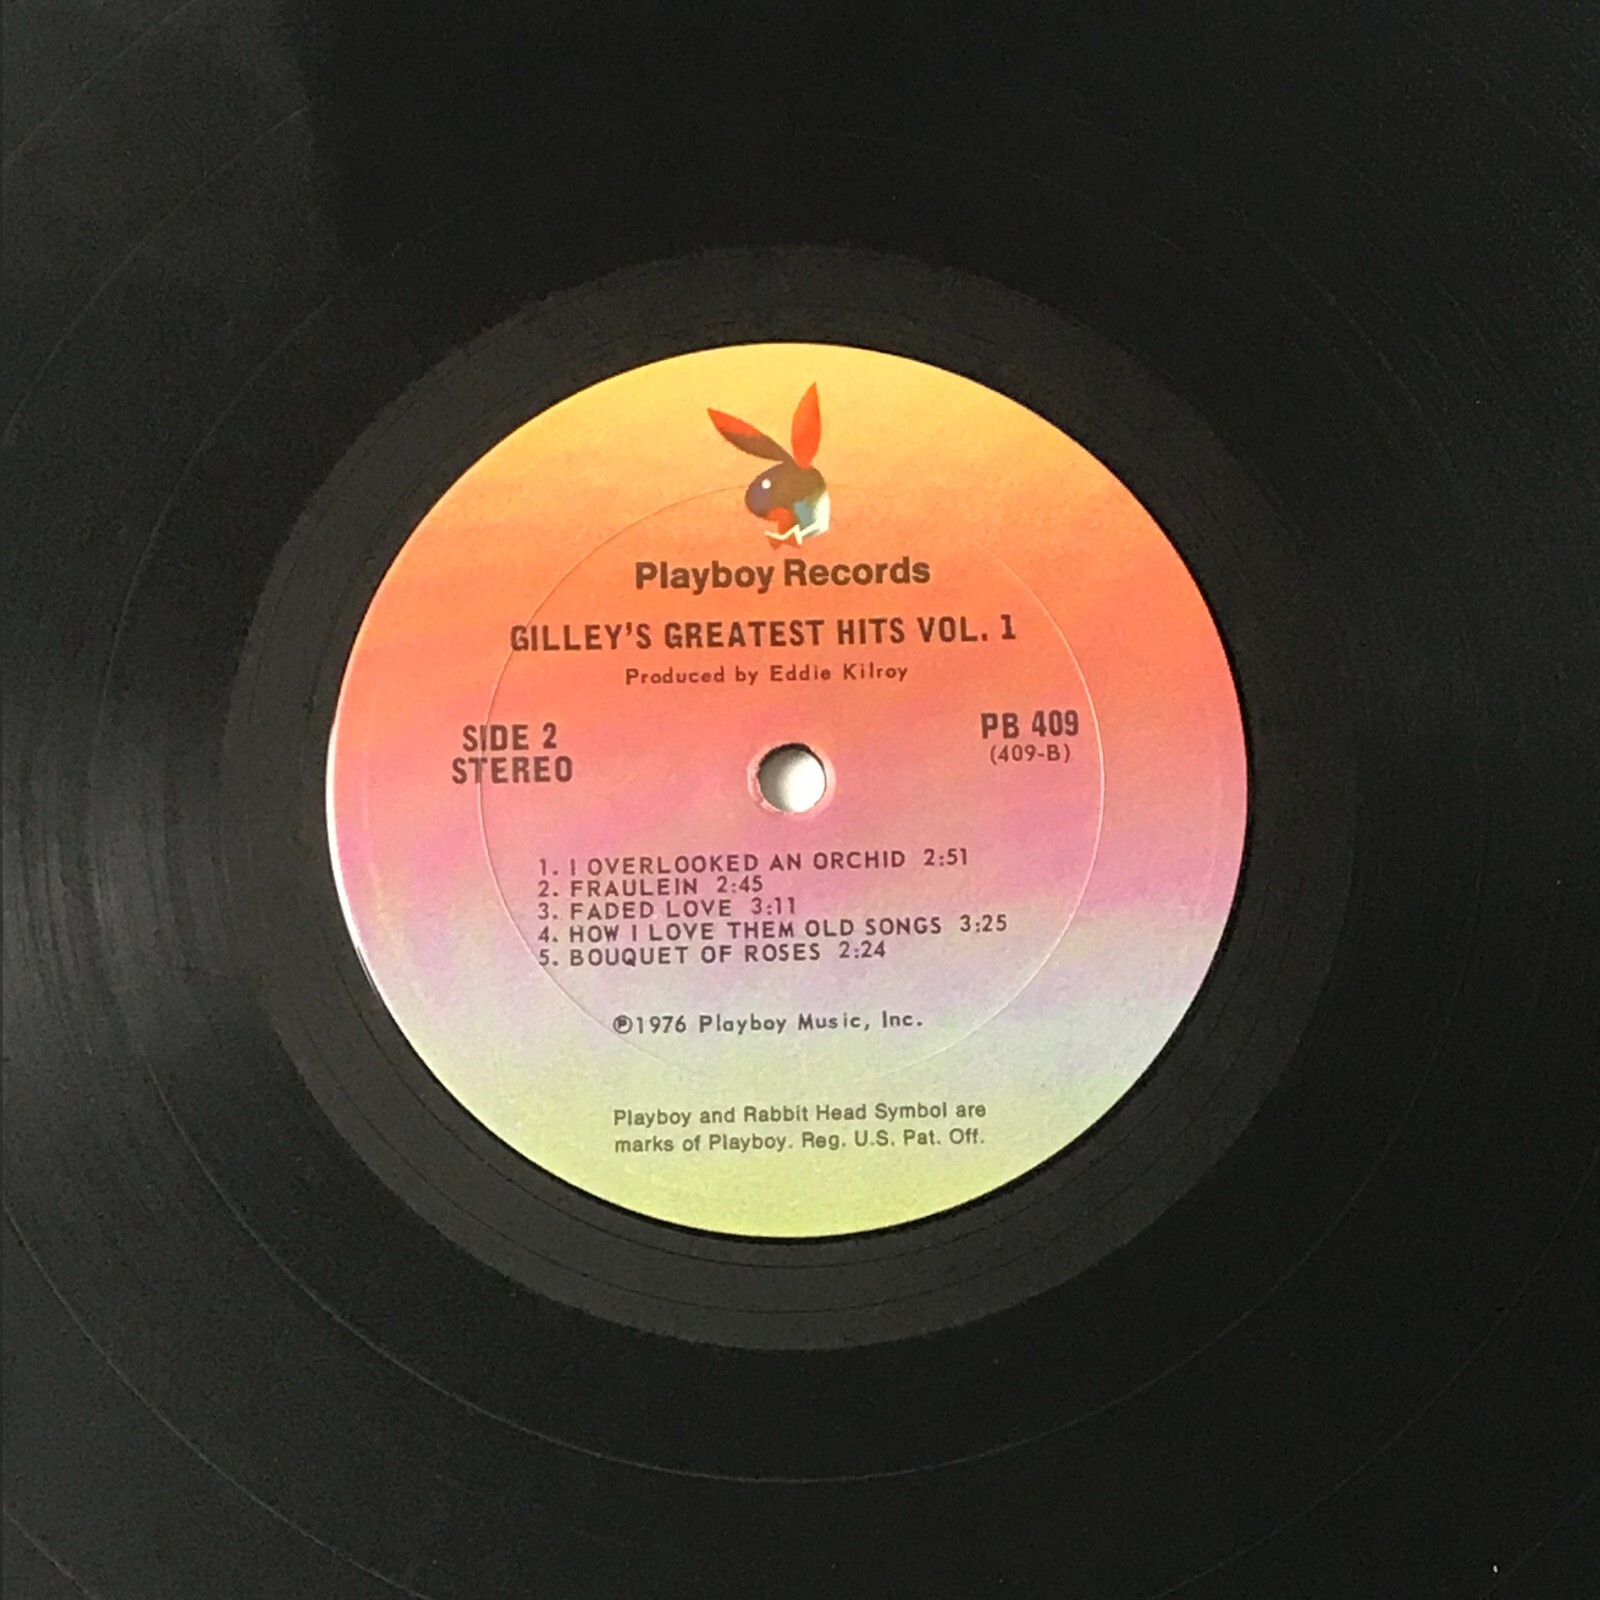 Playboy Records
GILLEY'S GREATEST HITS VOL. 1
Produced by Eddie Kilroy
SIDE 2
STEREO
PB 409
(409-B)
1. I OVERLOOKED AN ORCHID 2:51
2. FRAULEIN 2:45
3. FADED LOVE 3:11
4. HOW I LOVE THEM OLD SONGS 3:25
5. BOUQUET OF ROSES 2:24
℗1976 Playboy Music, Inc.
Playboy and Rabbit Head Symbol are
marks of Playboy. Reg. U.S. Pat. Off.